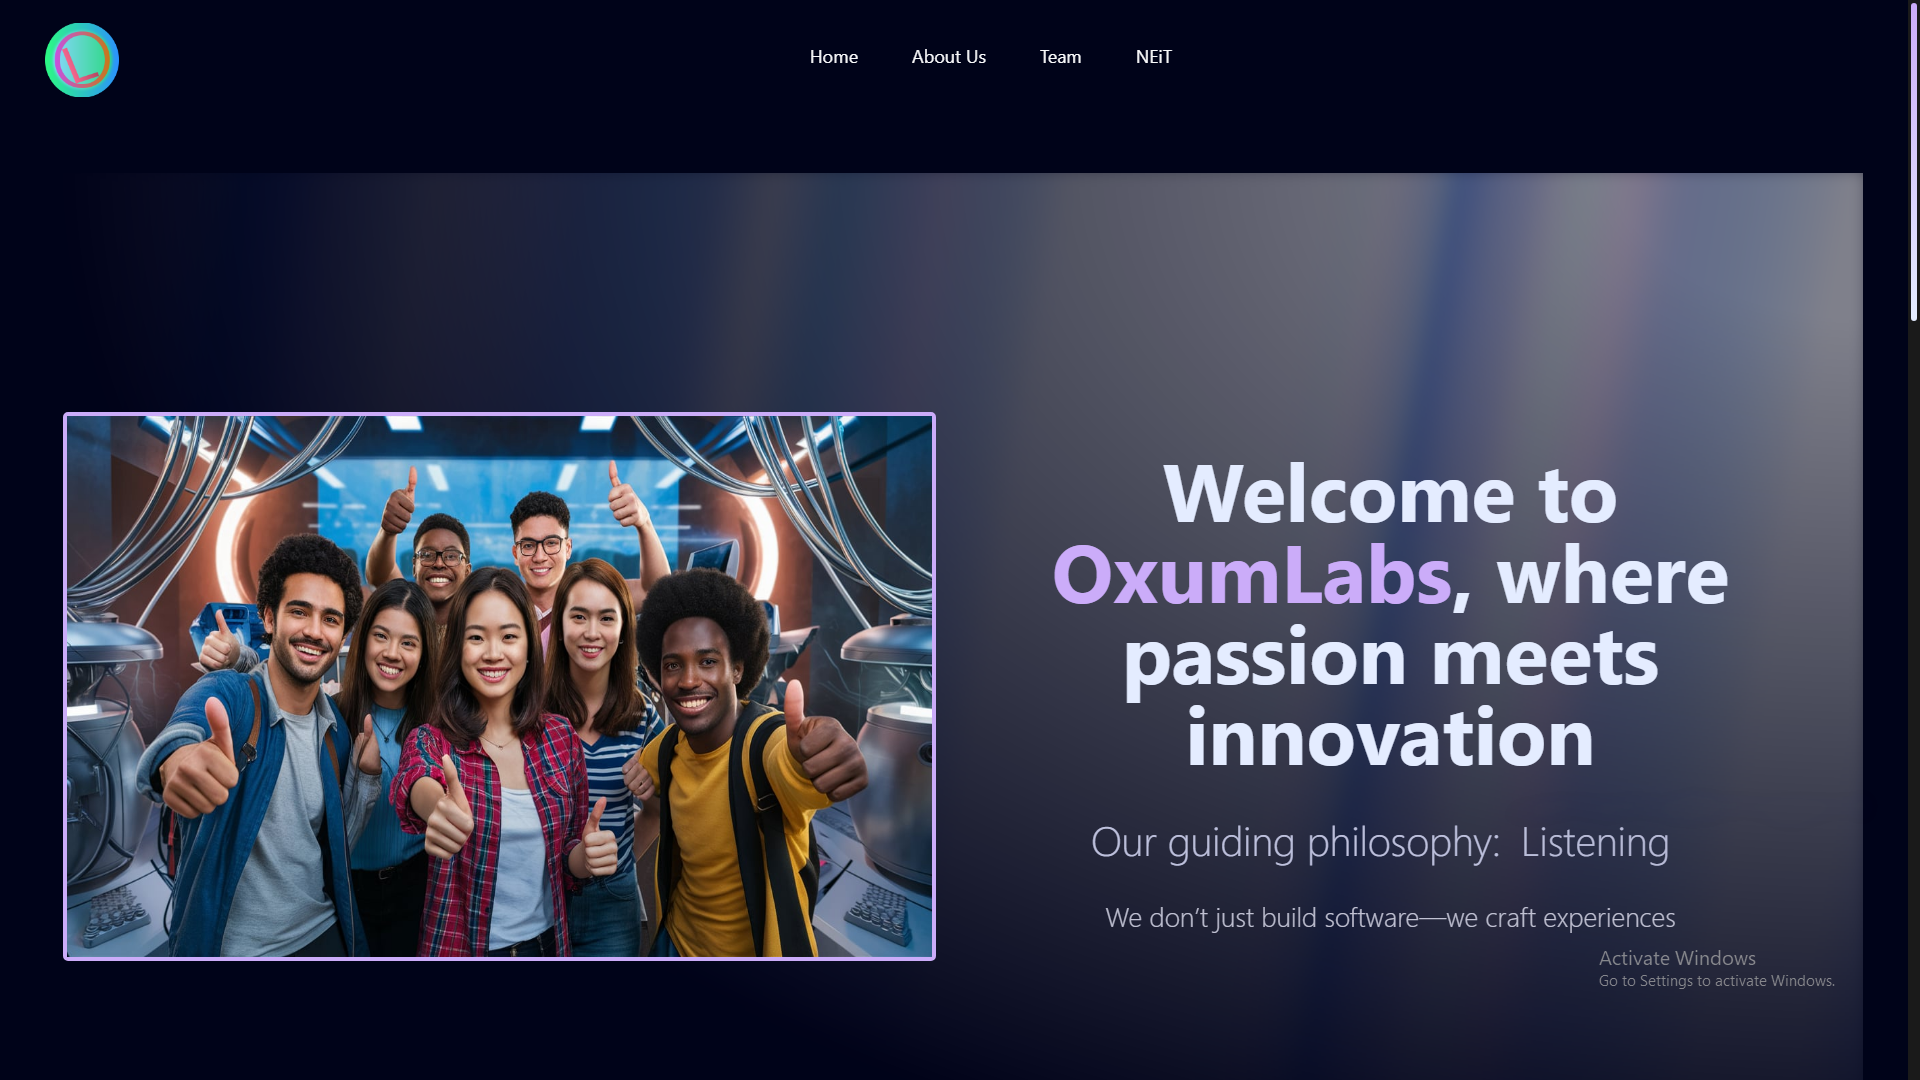 Home
About Us
Team
NEiT
Welcome to
OxumLabs, where
passion meets
innovation
Our guiding philosophy: Listening
We don’t just build software—we craft experiences
Activate Windows
Go to Settings to activate Windows.